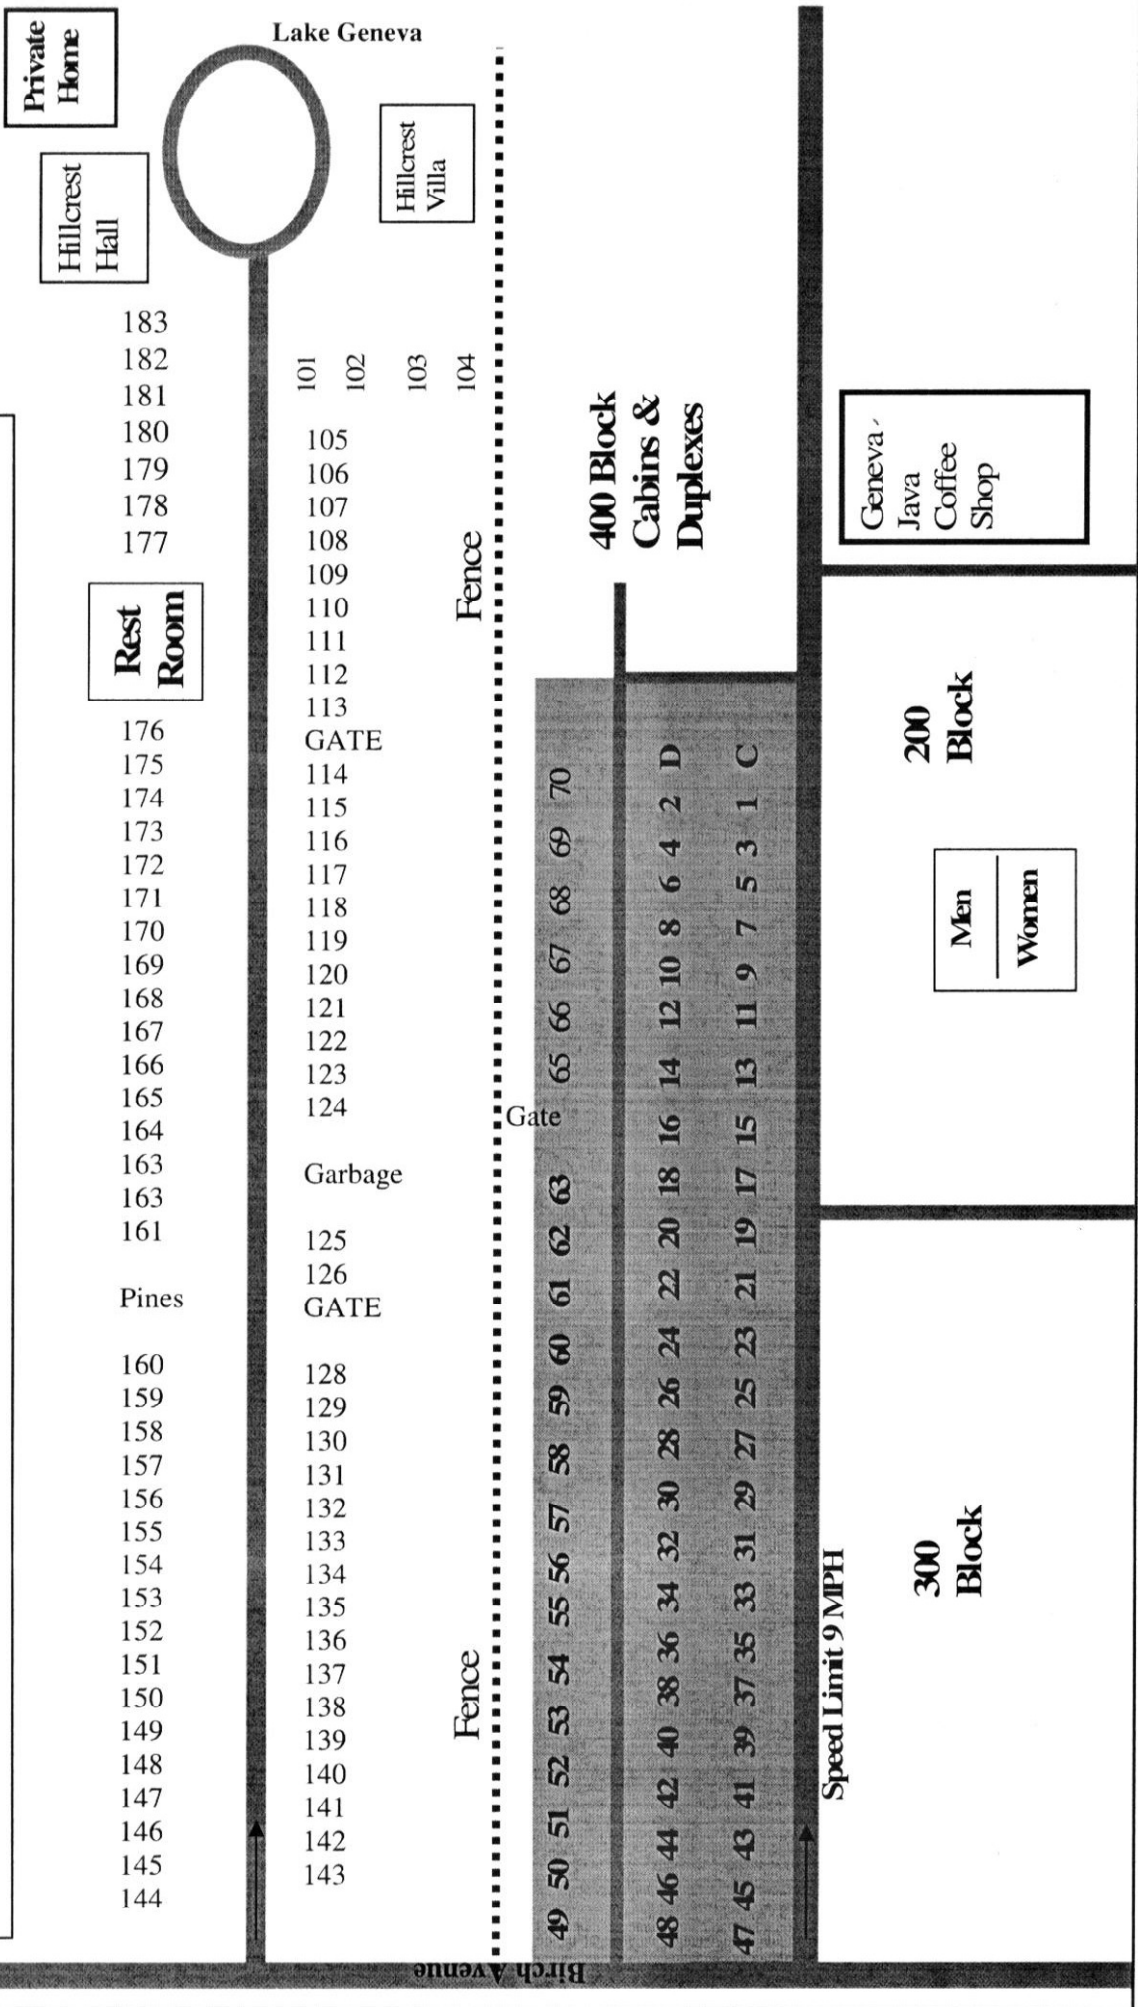 Private
Home
Lake Geneva
Hillcrest
Hall
Hillcrest
Villa
183
182
181
180
179
178
177
Rest
Room
176
175
174
173
172
171
170
169
168
167
166
165
164
163
163
161
Pines
160
159
158
157
156
155
154
153
152
151
150
149
148
147
146
145
144
101
102
103
104
105
106
107
108
109
110
111
112
113
GATE
114
115
116
117
118
119
120
121
122
123
124
Garbage
125
126
GATE
128
129
130
131
132
133
134
135
136
137
138
139
140
141
142
143
Fence
Fence
Gate
400 Block
Cabins &
Duplexes
49 50 51 52 53 54 55 56 57 58 59 60 61 62 63 65 66 67 68 69 70
48 46 44 42 40 38 36 34 32 30 28 26 24 22 20 18 16 14 12 10 8 6 4 2 D
47 45 43 41 39 37 35 33 31 29 27 25 23 21 19 17 15 13 11 9 7 5 3 1 C
Birch Avenue
Speed Limit 9 MPH
Geneva
Java
Coffee
Shop
200
Block
Men
Women
300
Block